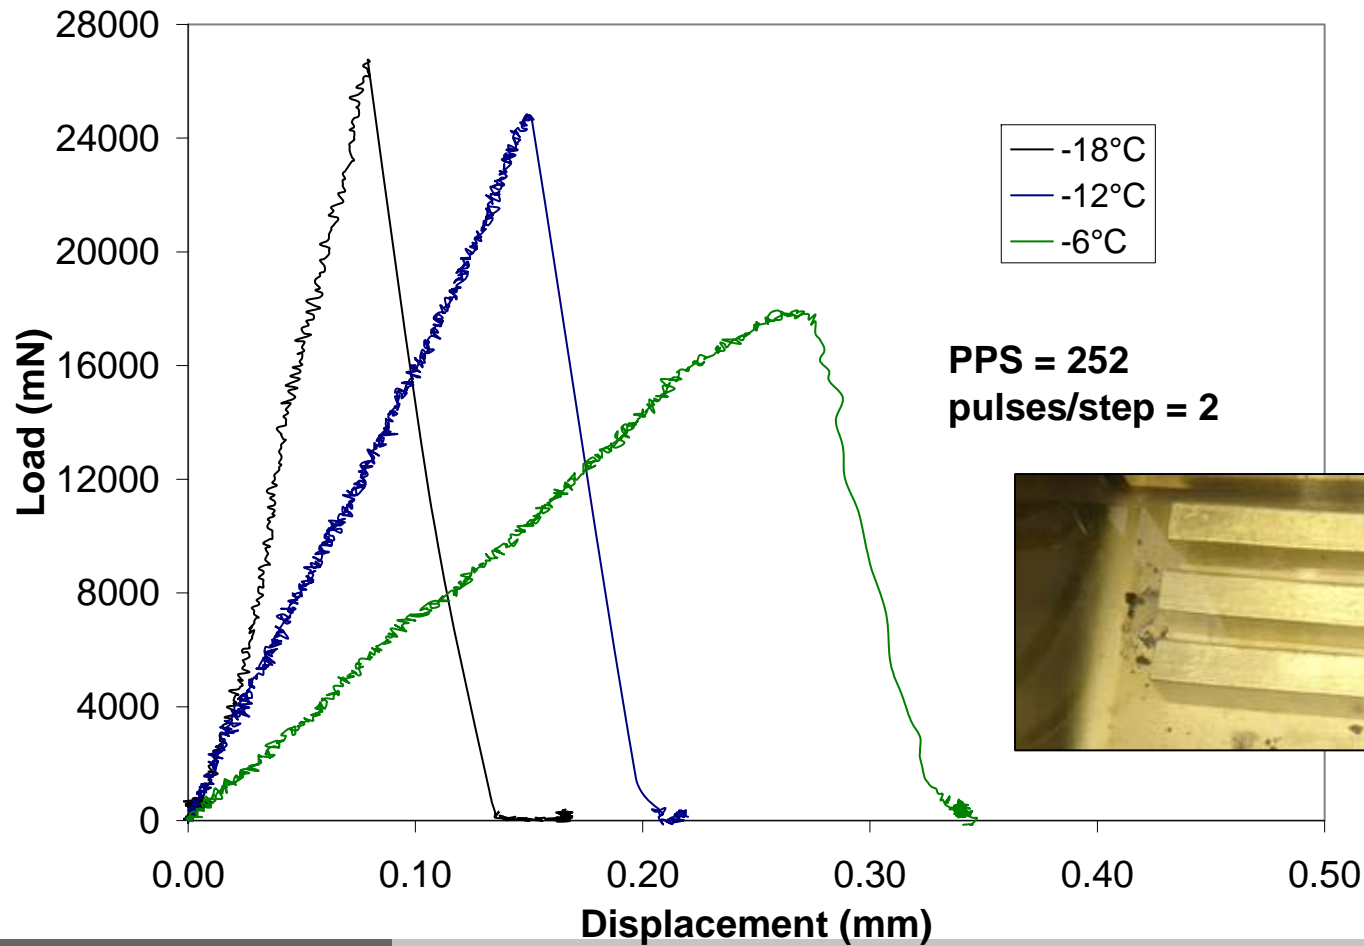 28000
24000
20000
16000
12000
8000
4000
0
Load (mN)
0.00 0.10 0.20 0.30 0.40 0.50
Displacement (mm)
-18°C
-12°C
-6°C
PPS = 252
pulses/step = 2